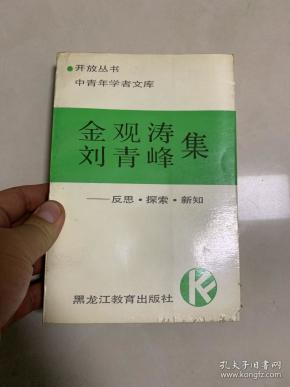 •开放丛书
中青年学者文库
金观涛
刘青峰
集
——反思·探索·新知
黑龙江教育出版社
孔夫子旧书网